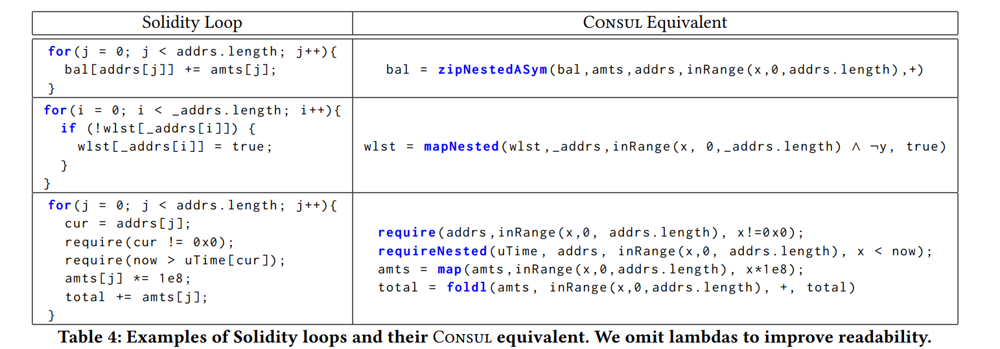 Solidity Loop
Consul Equivalent
for(j = 0; j < addrs.length; j++){
bal[addrs[j]] += amts[j];
}
bal = zipNestedASym(bal,amts,addrs,inRange(x,0,addrs.length),+)
for(i = 0; i < _addrs.length; i++){
if (!wlst[_addrs[i]]) {
wlst[_addrs[i]] = true;
}
}
wlst = mapNested(wlst,_addrs,inRange(x, 0,_addrs.length) ∧ ¬y, true)
for(j = 0; j < addrs.length; j++){
cur = addrs[j];
require(cur != 0x0);
require(now > uTime[cur]);
amts[j] *= 1e8;
total += amts[j];
}
require(addrs,inRange(x,0, addrs.length), x!=0x0);
requireNested(uTime, addrs, inRange(x,0, addrs.length), x < now);
amts = map(amts,inRange(x,0,addrs.length), x*1e8);
total = foldl(amts, inRange(x,0,addrs.length), +, total)
Table 4: Examples of Solidity loops and their Consul equivalent. We omit lambdas to improve readability.